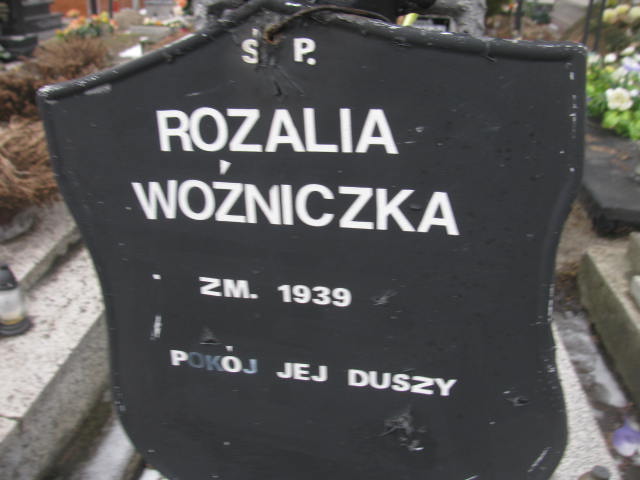 Ś P.
ROZALIA
WOŹNICZKA
ZM. 1939
POKÓJ JEJ DUSZY